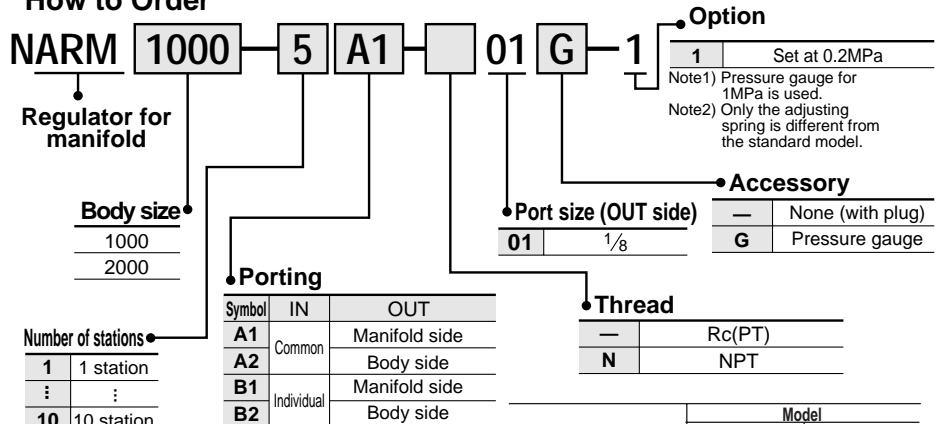 How to Order
NARM 1000 — 5 A1 — 01 G — 1
Option
1 Set at 0.2MPa
Note1) Pressure gauge for
1MPa is used.
Note2) Only the adjusting
spring is different from
the standard model.
Regulator for
manifold
Accessory
— None (with plug)
G Pressure gauge
Body size
1000
2000
Port size (OUT side)
01 1⁄8
Porting
Symbol IN OUT
A1 Common Manifold side
A2 Body side
B1 Individual Manifold side
B2 Body side
Thread
— Rc(PT)
N NPT
Number of stations
1 1 station
⋮ ⋮
10 10 station
Model